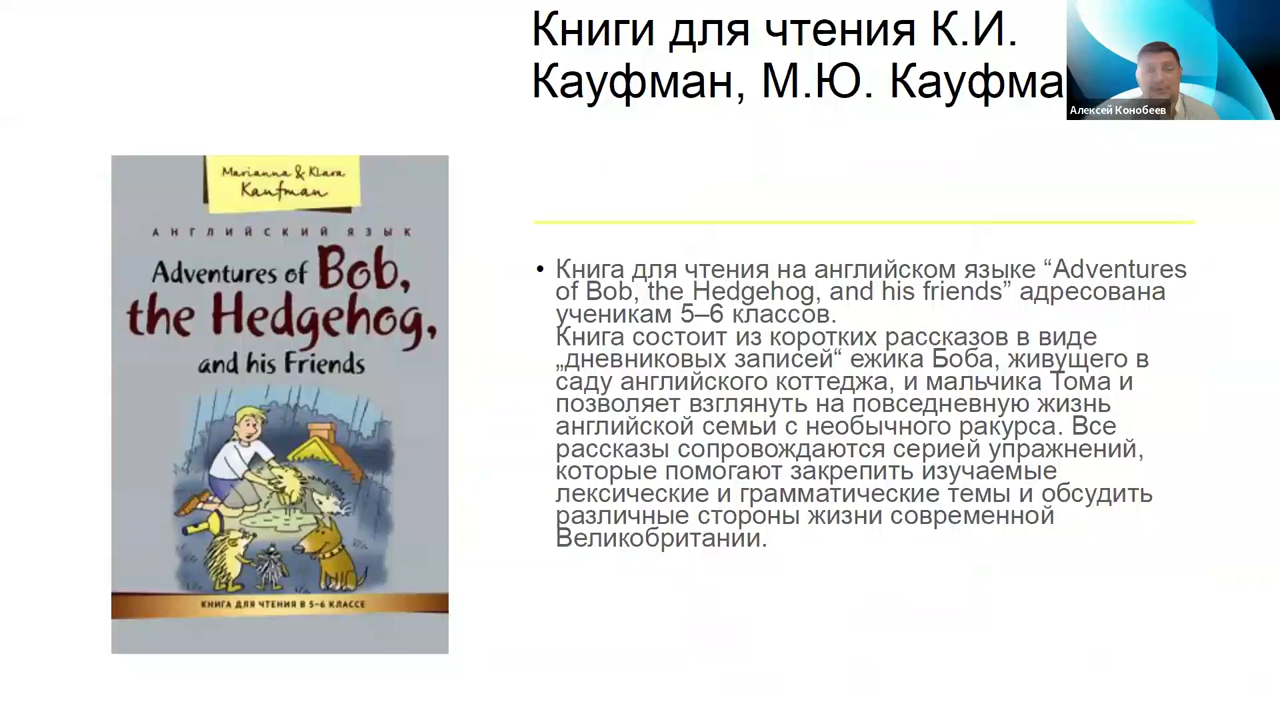 Книги для чтения К.И.
Кауфман, М.Ю. Кауфма
Алексей Конобеев
Marianna & Klara
Kaufman
АНГЛИЙСКИЙ ЯЗЫК
Adventures of Bob,
the Hedgehog,
and his Friends
КНИГА ДЛЯ ЧТЕНИЯ В 5–6 КЛАССЕ
• Книга для чтения на английском языке “Adventures
of Bob, the Hedgehog, and his friends” адресована
ученикам 5–6 классов.
Книга состоит из коротких рассказов в виде
„дневниковых записей“ ежика Боба, живущего в
саду английского коттеджа, и мальчика Тома и
позволяет взглянуть на повседневную жизнь
английской семьи с необычного ракурса. Все
рассказы сопровождаются серией упражнений,
которые помогают закрепить изучаемые
лексические и грамматические темы и обсудить
различные стороны жизни современной
Великобритании.